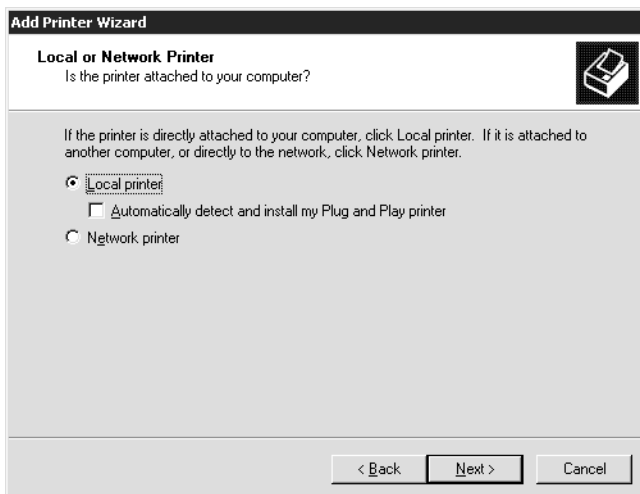 Add Printer Wizard
Local or Network Printer
Is the printer attached to your computer?
If the printer is directly attached to your computer, click Local printer. If it is attached to
another computer, or directly to the network, click Network printer.
Local printer
Automatically detect and install my Plug and Play printer
Network printer
< Back
Next >
Cancel